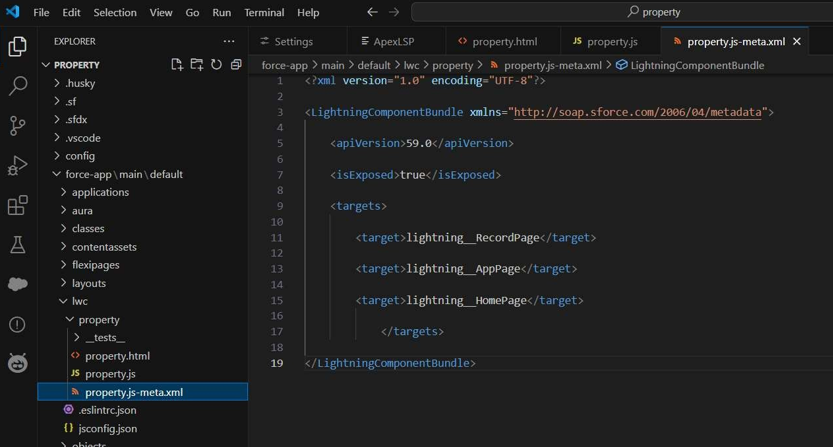 File Edit Selection View Go Run Terminal Help property
EXPLORER ...
Settings ApexLSP property.html JS property.js property.js-meta.xml
PROPERTY
force-app > main > default > lwc > property > property.js-meta.xml > LightningComponentBundle
.husky
.sf
.sfdx
.vscode
config
force-app\main\default
applications
aura
classes
contentassets
flexipages
layouts
lwc
property
__tests__
property.html
JS property.js
property.js-meta.xml
.eslintrc.json
{} jsconfig.json
objects
1 <?xml version="1.0" encoding="UTF-8"?>
2
3 <LightningComponentBundle xmlns="http://soap.sforce.com/2006/04/metadata">
4
5 <apiVersion>59.0</apiVersion>
6
7 <isExposed>true</isExposed>
8
9 <targets>
10
11 <target>lightning__RecordPage</target>
12
13 <target>lightning__AppPage</target>
14
15 <target>lightning__HomePage</target>
16
17 </targets>
18
19 </LightningComponentBundle>